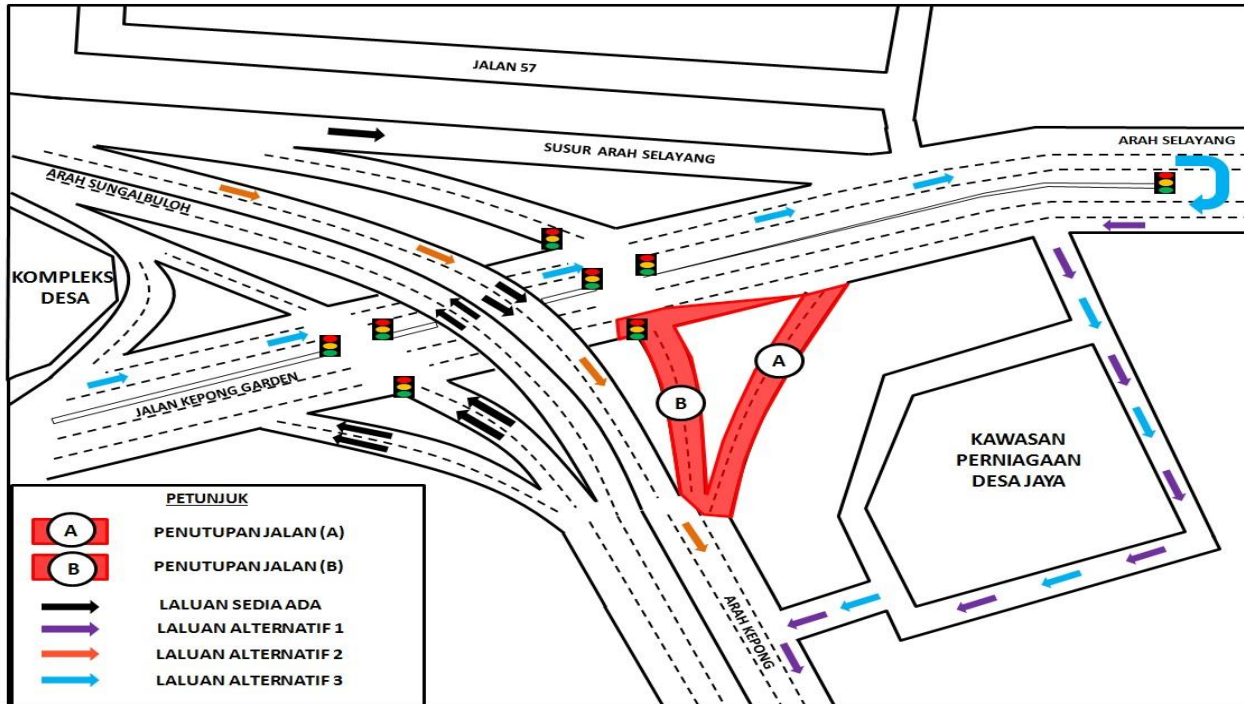 JALAN 57
SUSUR ARAH SELAYANG
ARAH SELAYANG
ARAH SUNGAI BULOH
KOMPLEKS
DESA
JALAN KEPONG GARDEN
A
B
KAWASAN
PERNIAGAAN
DESA JAYA
ARAH KEPONG
PETUNJUK
A PENUTUPAN JALAN (A)
B PENUTUPAN JALAN (B)
LALUAN SEDIA ADA
LALUAN ALTERNATIF 1
LALUAN ALTERNATIF 2
LALUAN ALTERNATIF 3